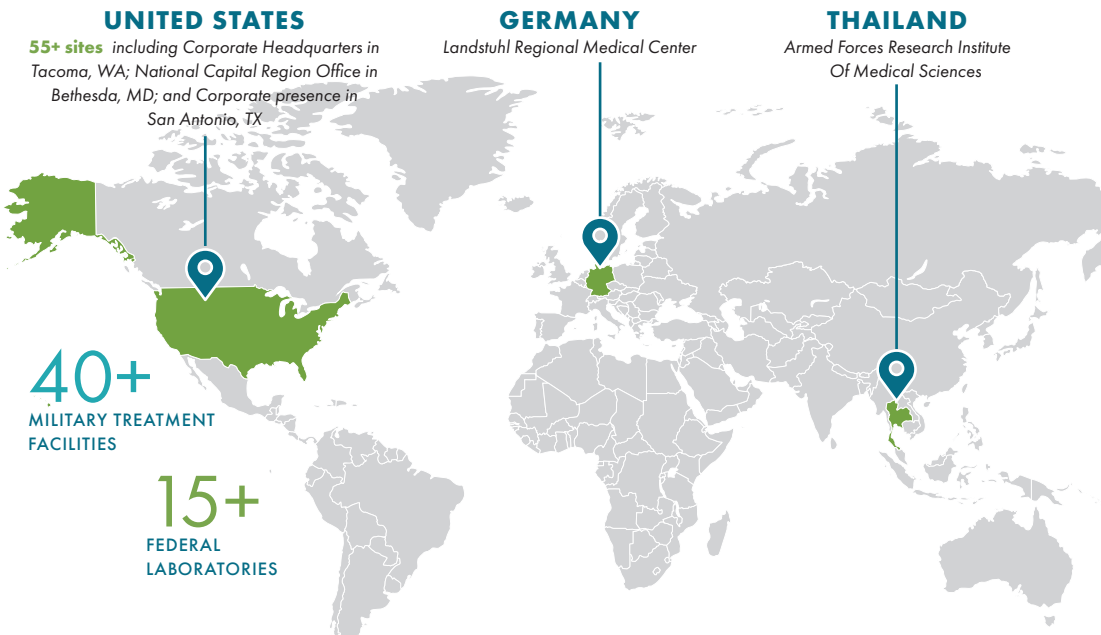 UNITED STATES
55+ sites including Corporate Headquarters in
Tacoma, WA; National Capital Region Office in
Bethesda, MD; and Corporate presence in
San Antonio, TX
GERMANY
Landstuhl Regional Medical Center
THAILAND
Armed Forces Research Institute
Of Medical Sciences
40+
MILITARY TREATMENT
FACILITIES
15+
FEDERAL
LABORATORIES